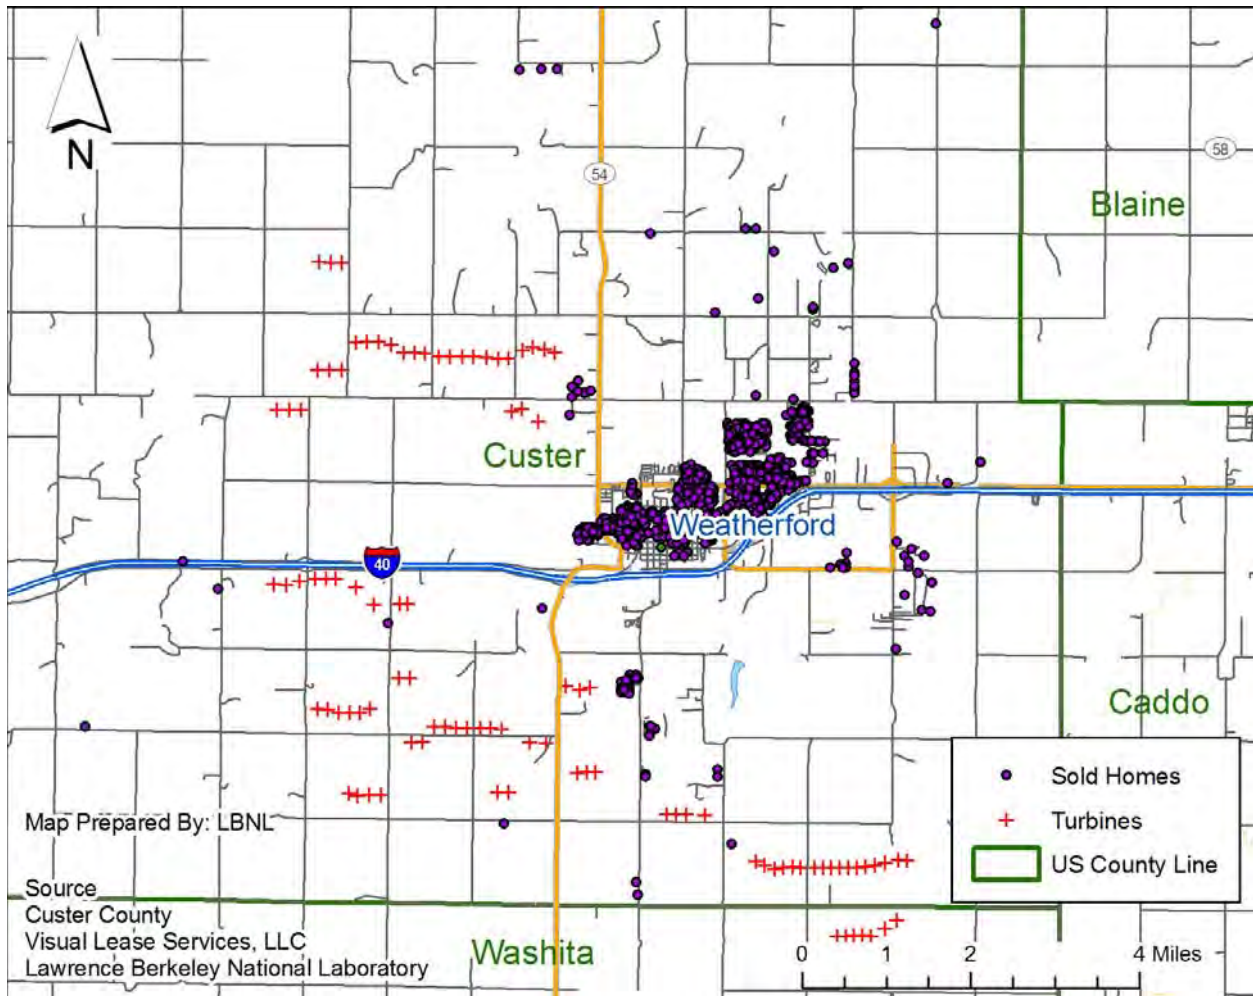 N
54
58
Blaine
Custer
Weatherford
40
Caddo
Sold Homes
Turbines
US County Line
Map Prepared By: LBNL
Source
Custer County
Visual Lease Services, LLC
Lawrence Berkeley National Laboratory
Washita
0 1 2 4 Miles